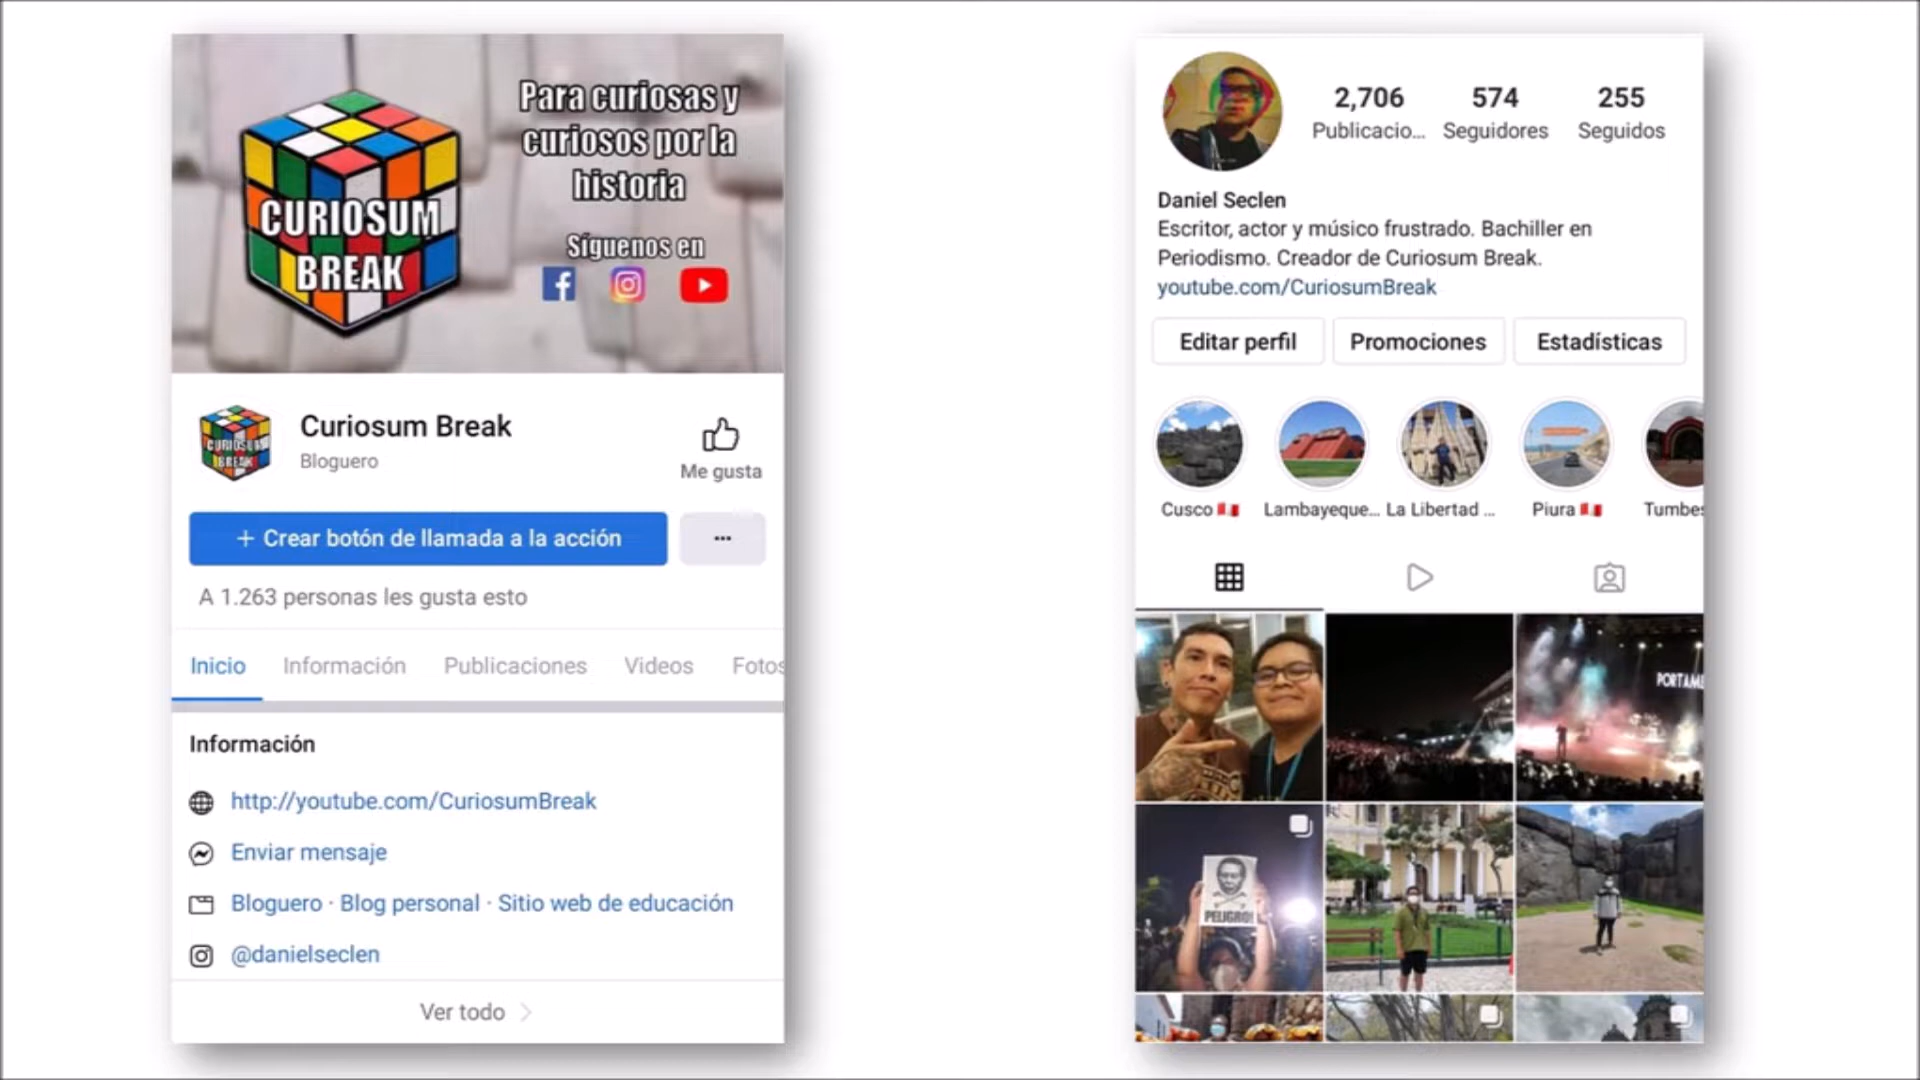 Para curiosas y
curiosos por la
historia
Síguenos en
CURIOSUM
BREAK
CURIOSUM
BREAK
Curiosum Break
Bloguero
Me gusta
+ Crear botón de llamada a la acción
...
A 1.263 personas les gusta esto
Inicio Información Publicaciones Videos Fotos
Información
http://youtube.com/CuriosumBreak
Enviar mensaje
Bloguero · Blog personal · Sitio web de educación
@danielseclen
Ver todo >
2,706 574 255
Publicacio... Seguidores Seguidos
Daniel Seclen
Escritor, actor y músico frustrado. Bachiller en
Periodismo. Creador de Curiosum Break.
youtube.com/CuriosumBreak
Editar perfil Promociones Estadísticas
Cusco 🇵🇪 Lambayeque... La Libertad ... Piura 🇵🇪 Tumbes
PORTAME
PELIGRO!